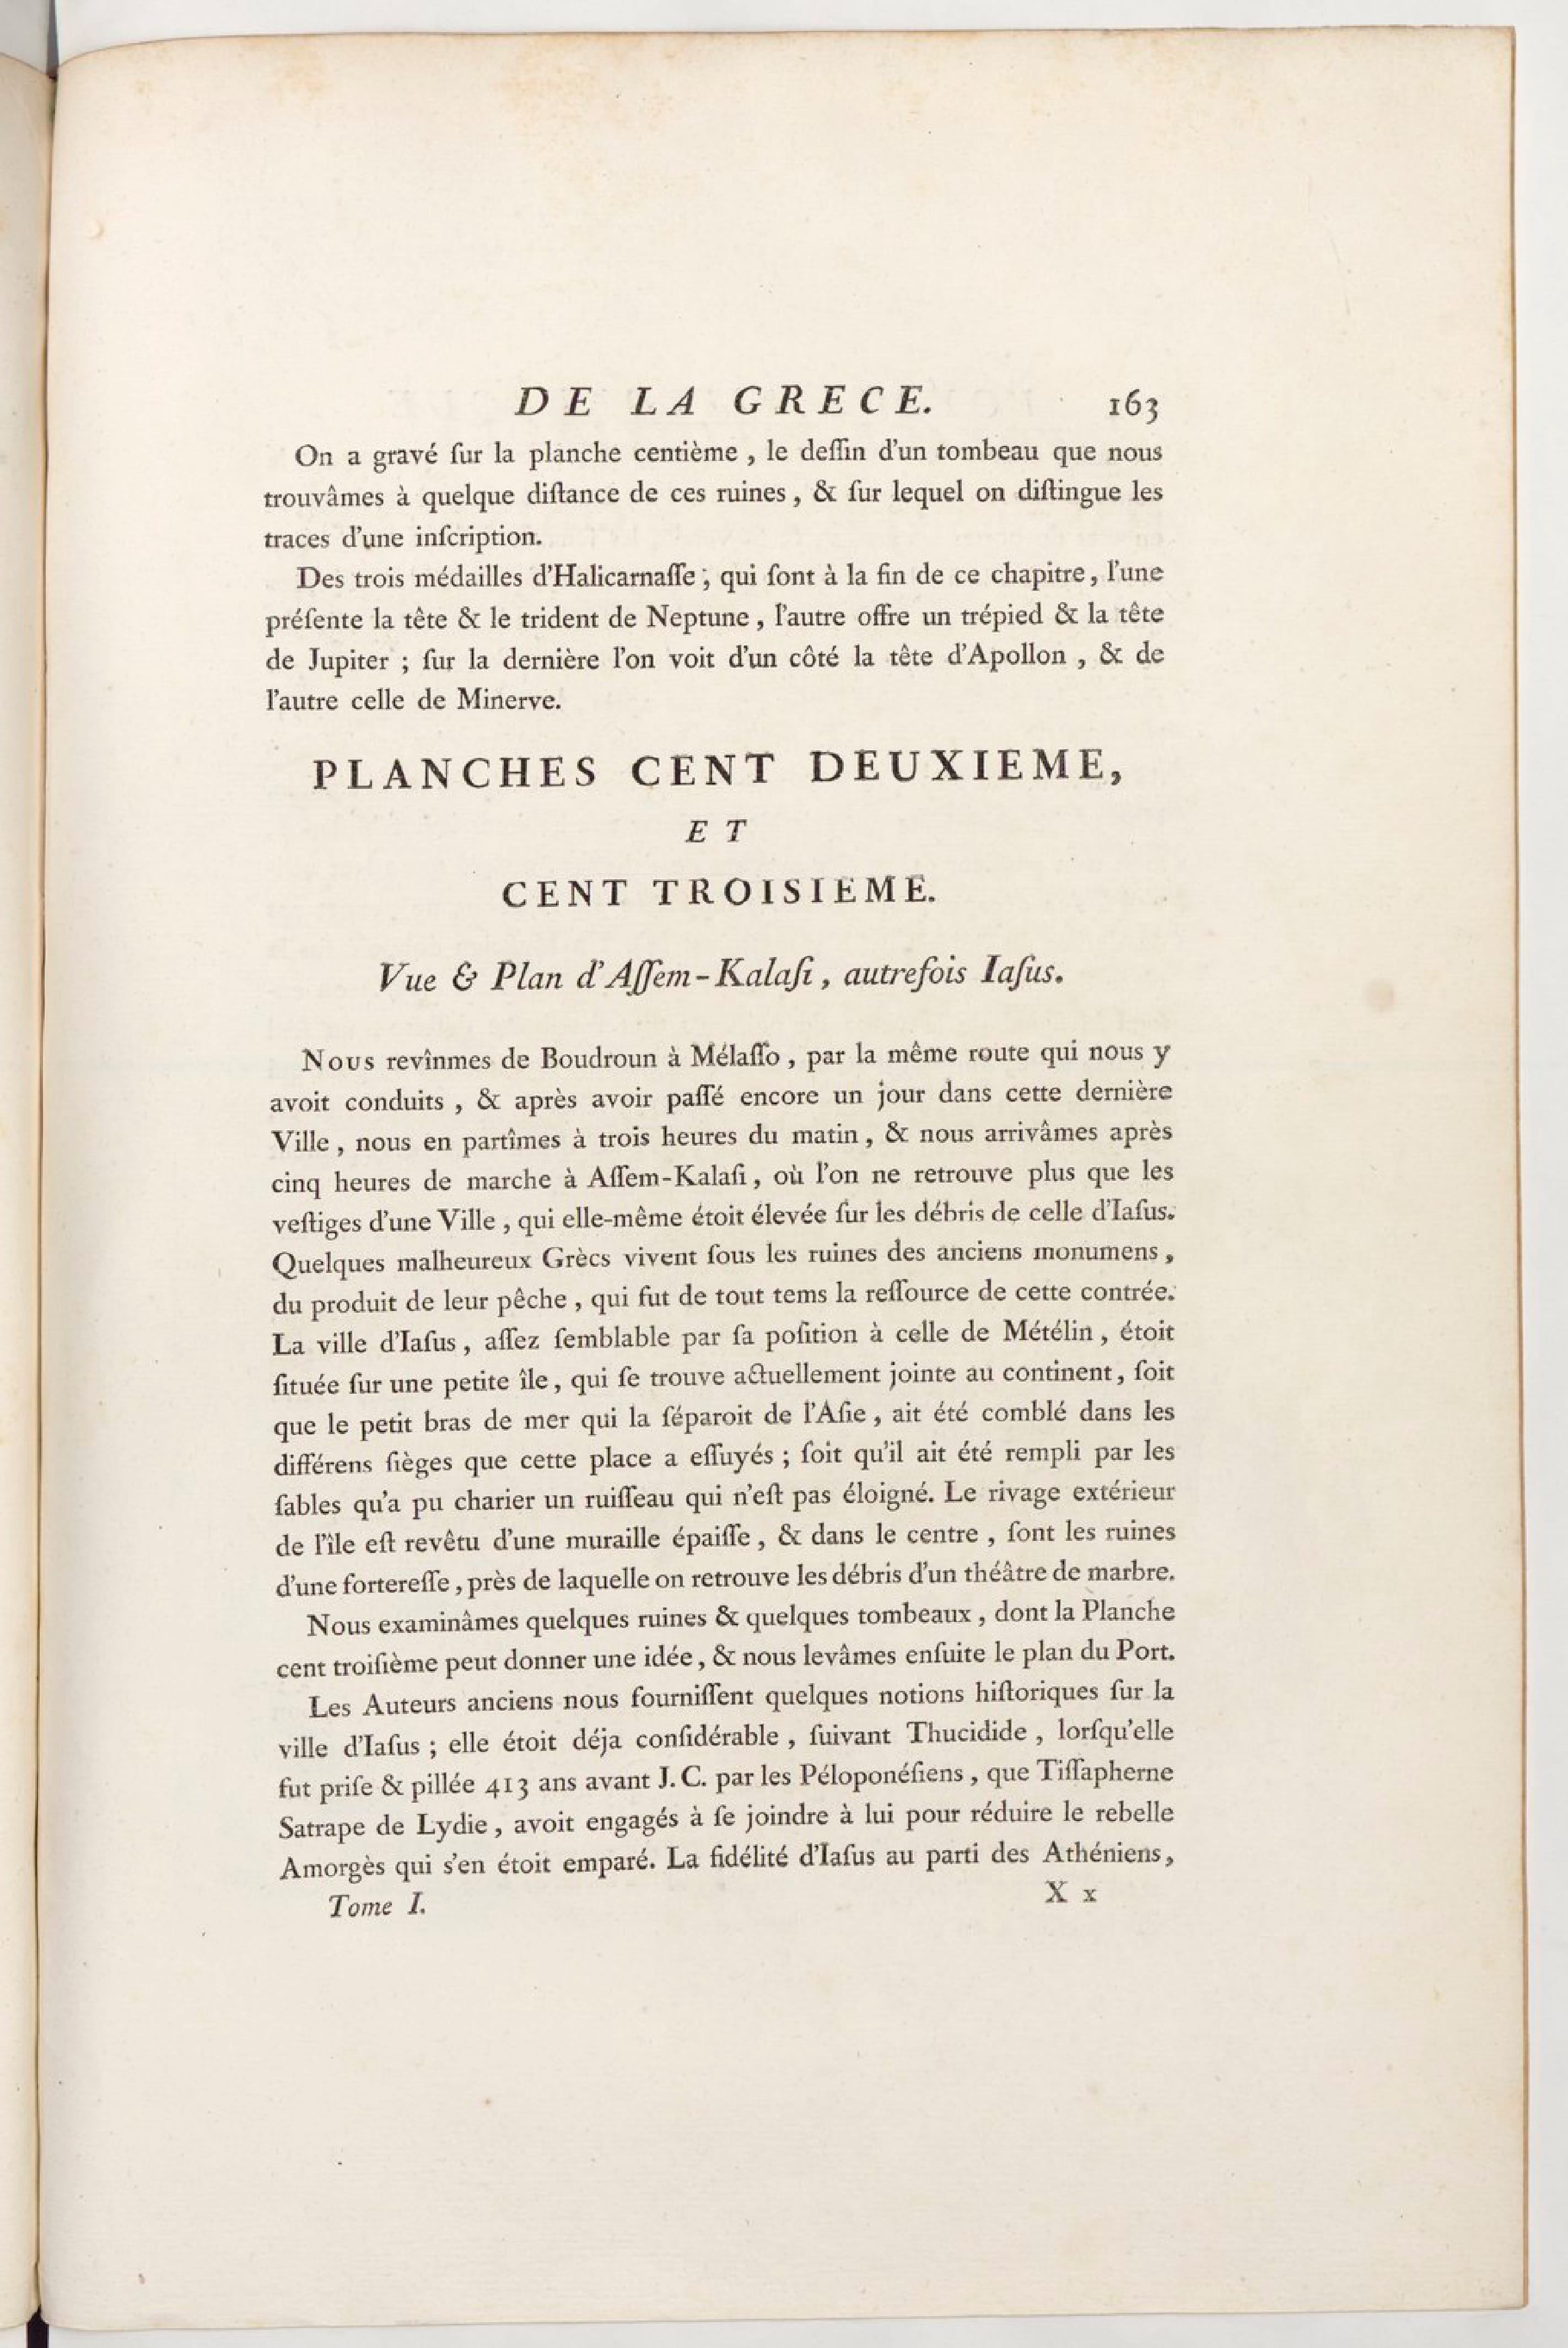 DE LA GRECE. 163
On a gravé ſur la planche centième, le deſſin d'un tombeau que nous
trouvâmes à quelque diſtance de ces ruines, & ſur lequel on diſtingue les
traces d'une inſcription.
Des trois médailles d'Halicarnaſſe; qui ſont à la fin de ce chapitre, l'une
préſente la tête & le trident de Neptune, l'autre offre un trépied & la tête
de Jupiter; ſur la dernière l'on voit d'un côté la tête d'Apollon, & de
l'autre celle de Minerve.
PLANCHES CENT DEUXIEME,
ET
CENT TROISIEME.
Vue & Plan d'Aſſem-Kalaſi, autrefois Iaſus.
Nous revînmes de Boudroun à Mélaſſo, par la même route qui nous y
avoit conduits, & après avoir paſſé encore un jour dans cette dernière
Ville, nous en partîmes à trois heures du matin, & nous arrivâmes après
cinq heures de marche à Aſſem-Kalaſi, où l'on ne retrouve plus que les
veſtiges d'une Ville, qui elle-même étoit élevée ſur les débris de celle d'Iaſus.
Quelques malheureux Grècs vivent ſous les ruines des anciens monumens,
du produit de leur pêche, qui fut de tout tems la reſſource de cette contrée.
La ville d'Iaſus, aſſez ſemblable par ſa poſition à celle de Métélin, étoit
ſituée ſur une petite île, qui ſe trouve actuellement jointe au continent, ſoit
que le petit bras de mer qui la ſéparoit de l'Aſie, ait été comblé dans les
différens ſièges que cette place a eſſuyés; ſoit qu'il ait été rempli par les
ſables qu'a pu charier un ruiſſeau qui n'eſt pas éloigné. Le rivage extérieur
de l'île eſt revêtu d'une muraille épaiſſe, & dans le centre, ſont les ruines
d'une fortereſſe, près de laquelle on retrouve les débris d'un théâtre de marbre.
Nous examinâmes quelques ruines & quelques tombeaux, dont la Planche
cent troiſième peut donner une idée, & nous levâmes enſuite le plan du Port.
Les Auteurs anciens nous fourniſſent quelques notions hiſtoriques ſur la
ville d'Iaſus; elle étoit déja conſidérable, ſuivant Thucidide, lorſqu'elle
fut priſe & pillée 413 ans avant J. C. par les Péloponéſiens, que Tiſſapherne
Satrape de Lydie, avoit engagés à ſe joindre à lui pour réduire le rebelle
Amorgès qui s'en étoit emparé. La fidélité d'Iaſus au parti des Athéniens,
Tome I. X x